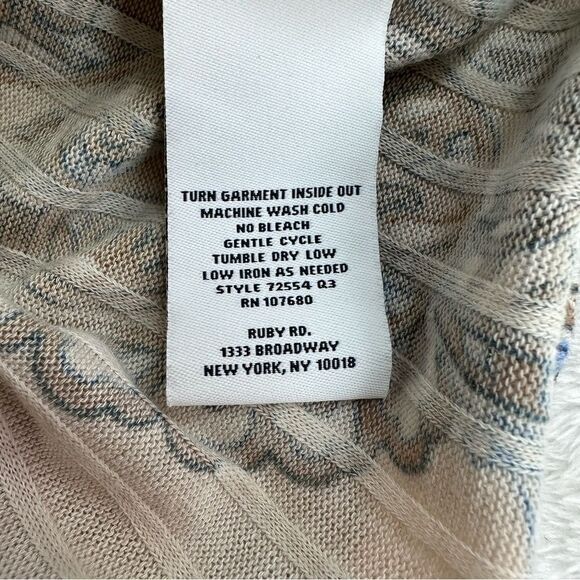 TURN GARMENT INSIDE OUT
MACHINE WASH COLD
NO BLEACH
GENTLE CYCLE
TUMBLE DRY LOW
LOW IRON AS NEEDED
STYLE 72554 Q3
RN 107680
RUBY RD.
1333 BROADWAY
NEW YORK, NY 10018